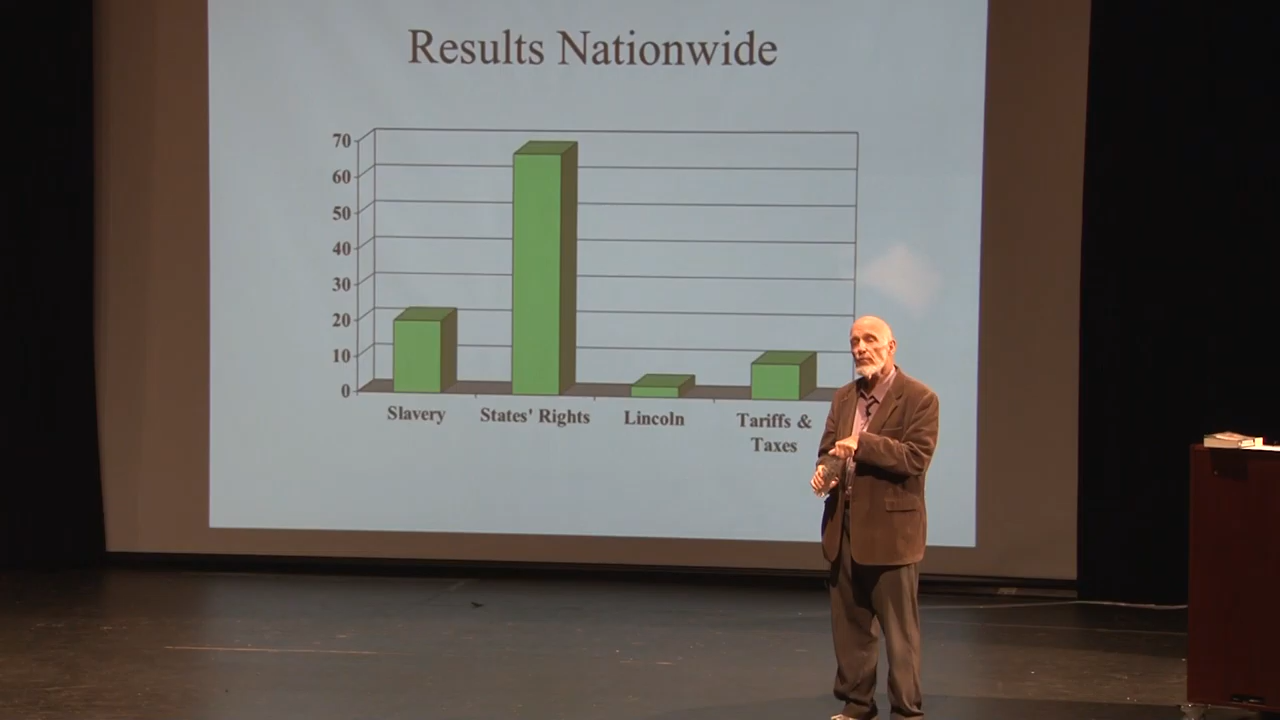 Results Nationwide
70
60
50
40
30
20
10
0
Slavery
States' Rights
Lincoln
Tariffs &
Taxes